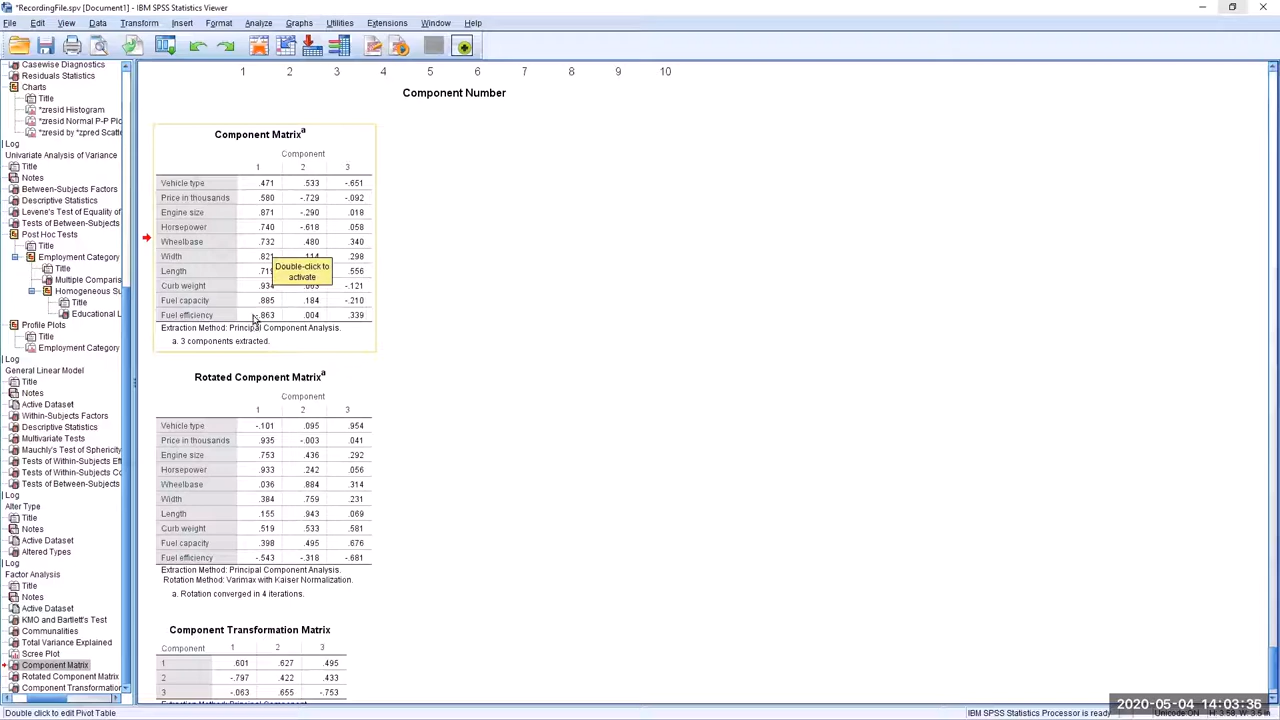 *RecordingFile.spv [Document1] - IBM SPSS Statistics Viewer
File Edit View Data Transform Insert Format Analyze Graphs Utilities Extensions Window Help
Casewise Diagnostics
Residuals Statistics
Charts
Title
*zresid Histogram
*zresid Normal P-P Plo
*zresid by *zpred Scatte
Log
Univariate Analysis of Variance
Title
Notes
Between-Subjects Factors
Descriptive Statistics
Levene's Test of Equality of
Tests of Between-Subjects
Post Hoc Tests
Title
Employment Category
Title
Multiple Comparis
Homogeneous Su
Title
Educational L
Profile Plots
Title
Employment Category
Log
General Linear Model
Title
Notes
Active Dataset
Within-Subjects Factors
Descriptive Statistics
Multivariate Tests
Mauchly's Test of Sphericity
Tests of Within-Subjects Eff
Tests of Within-Subjects Co
Tests of Between-Subjects
Log
Alter Type
Title
Notes
Active Dataset
Altered Types
Log
Factor Analysis
Title
Notes
Active Dataset
KMO and Bartlett's Test
Communalities
Total Variance Explained
Scree Plot
Component Matrix
Rotated Component Matrix
Component Transformation
1 2 3 4 5 6 7 8 9 10
Component Number
Component Matrix a
Component
1 2 3
Vehicle type .471 .533 -.651
Price in thousands .580 -.729 -.092
Engine size .871 -.290 .018
Horsepower .740 -.618 .058
Wheelbase .732 .480 .340
Width .821 .114 .298
Length .556
Curb weight .934 -.121
Fuel capacity .885 .184 -.210
Fuel efficiency .863 .004 .339
Double-click to
activate
Extraction Method: Principal Component Analysis.
a. 3 components extracted.
Rotated Component Matrix a
Component
1 2 3
Vehicle type -.101 .095 .954
Price in thousands .935 -.003 .041
Engine size .753 .436 .292
Horsepower .933 .242 .056
Wheelbase .036 .884 .314
Width .384 .759 .231
Length .155 .943 .069
Curb weight .519 .533 .581
Fuel capacity .398 .495 .676
Fuel efficiency -.543 -.318 -.681
Extraction Method: Principal Component Analysis.
Rotation Method: Varimax with Kaiser Normalization.
a. Rotation converged in 4 iterations.
Component Transformation Matrix
Component 1 2 3
1 .601 .627 .495
2 -.797 .422 .433
3 -.063 .655 -.753
2020-05-04 14:03:36
Double click to edit Pivot Table
IBM SPSS Statistics Processor is ready